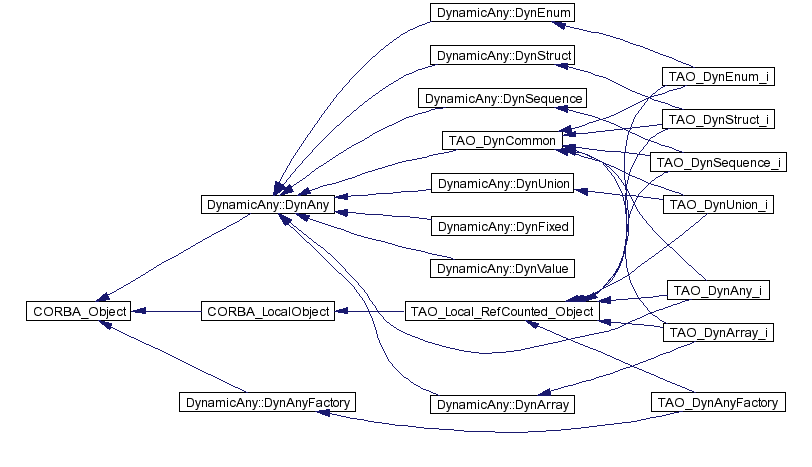 DynamicAny::DynEnum
DynamicAny::DynStruct
TAO_DynEnum_i
DynamicAny::DynSequence
TAO_DynStruct_i
TAO_DynCommon
TAO_DynSequence_i
DynamicAny::DynUnion
DynamicAny::DynAny
TAO_DynUnion_i
DynamicAny::DynFixed
DynamicAny::DynValue
TAO_DynAny_i
CORBA_Object
CORBA_LocalObject
TAO_Local_RefCounted_Object
TAO_DynArray_i
DynamicAny::DynAnyFactory
DynamicAny::DynArray
TAO_DynAnyFactory